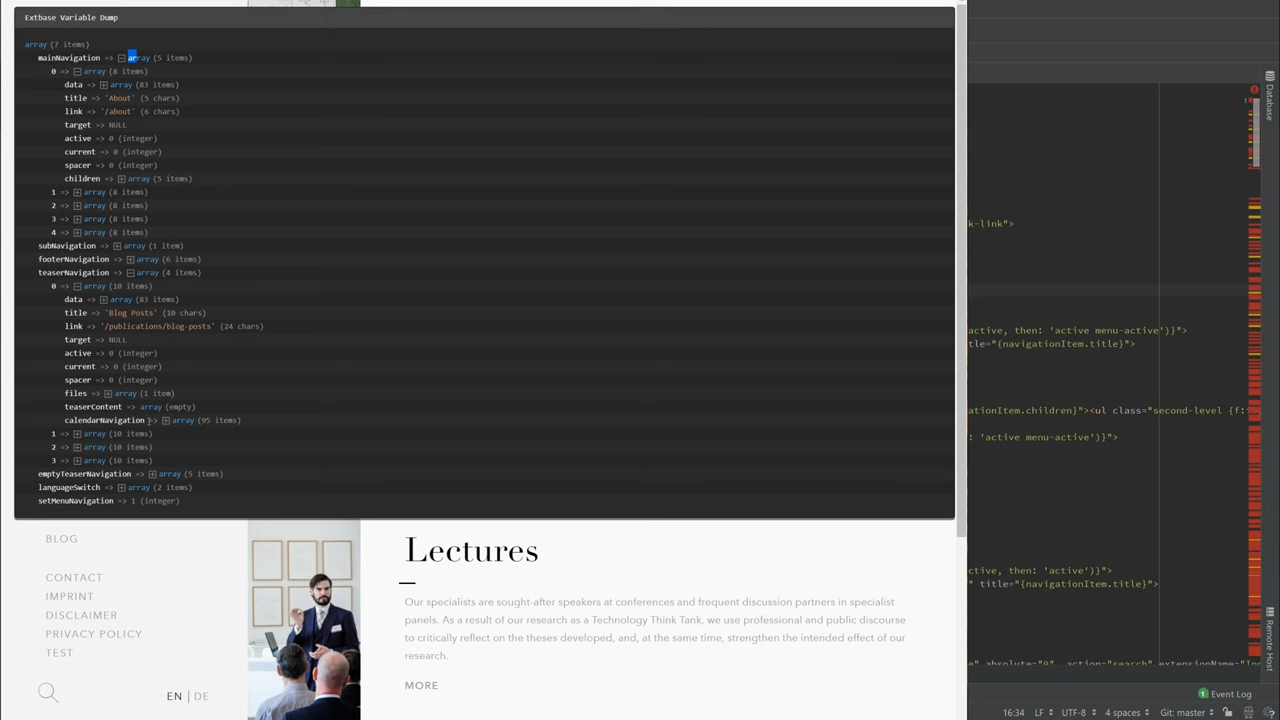 Extbase Variable Dump
array (7 items)
mainNavigation => array (5 items)
0 => array (8 items)
data => array (83 items)
title => 'About' (5 chars)
link => '/about' (6 chars)
target => NULL
active => 0 (integer)
current => 0 (integer)
spacer => 0 (integer)
children => array (5 items)
1 => array (8 items)
2 => array (8 items)
3 => array (8 items)
4 => array (8 items)
subNavigation => array (1 item)
footerNavigation => array (6 items)
teaserNavigation => array (4 items)
0 => array (10 items)
data => array (83 items)
title => 'Blog Posts' (10 chars)
link => '/publications/blog-posts' (24 chars)
target => NULL
active => 0 (integer)
current => 0 (integer)
spacer => 0 (integer)
files => array (1 item)
teaserContent => array (empty)
calendarNavigation => array (95 items)
1 => array (10 items)
2 => array (10 items)
3 => array (10 items)
emptyTeaserNavigation => array (5 items)
languageSwitch => array (2 items)
setMenuNavigation => 1 (integer)
BLOG
CONTACT
IMPRINT
DISCLAIMER
PRIVACY POLICY
TEST
EN | DE
Lectures
Our specialists are sought-after speakers at conferences and frequent discussion partners in specialist
panels. As a result of our research as a Technology Think Tank, we use professional and public discourse
to critically reflect on the theses developed, and, at the same time, strengthen the intended effect of our
research.
MORE
k-link">
active, then: 'active menu-active')}">
itle="{navigationItem.title}">
ationItem.children}"><ul class="second-level {f:
: 'active menu-active')}">
ctive, then: 'active')}">
" title="{navigationItem.title}">
" absolute="0" action="search" extensionName="In
Database
Remote Host
1 Event Log
16:34 LF UTF-8 4 spaces Git: master